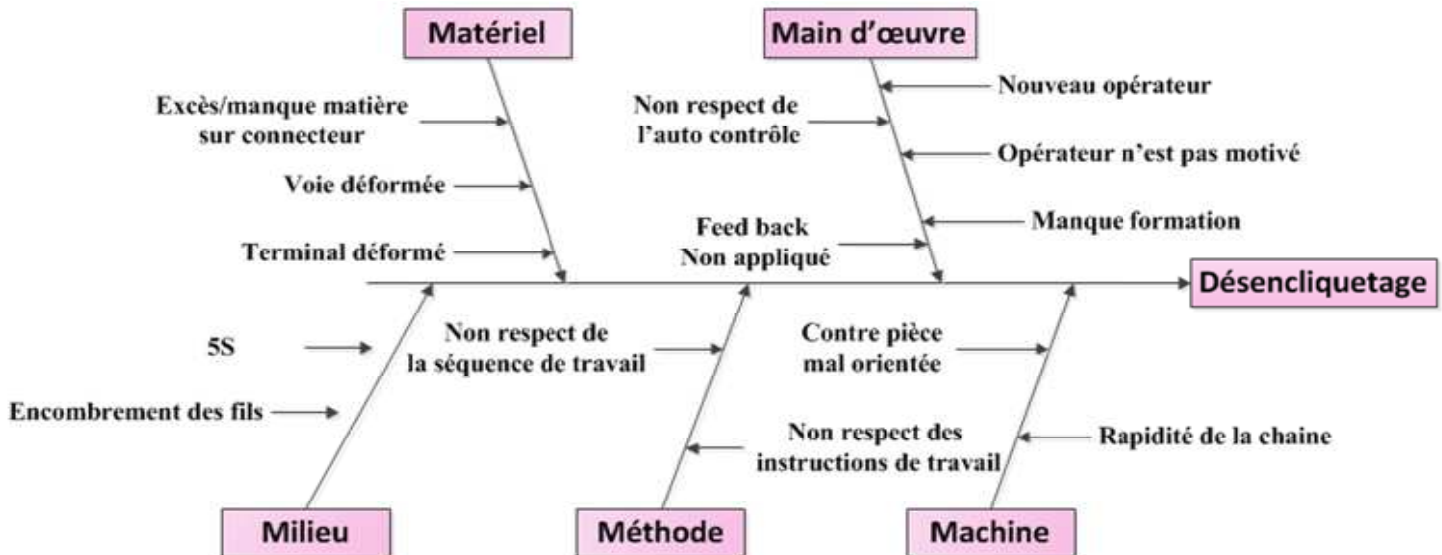 Matériel
Main d'œuvre
Excès/manque matière
sur connecteur
Voie déformée
Terminal déformé
Non respect de
l'auto contrôle
Feed back
Non appliqué
Nouveau opérateur
Opérateur n'est pas motivé
Manque formation
Désencliquetage
5S
Encombrement des fils
Non respect de
la séquence de travail
Non respect des
instructions de travail
Contre pièce
mal orientée
Rapidité de la chaine
Milieu
Méthode
Machine